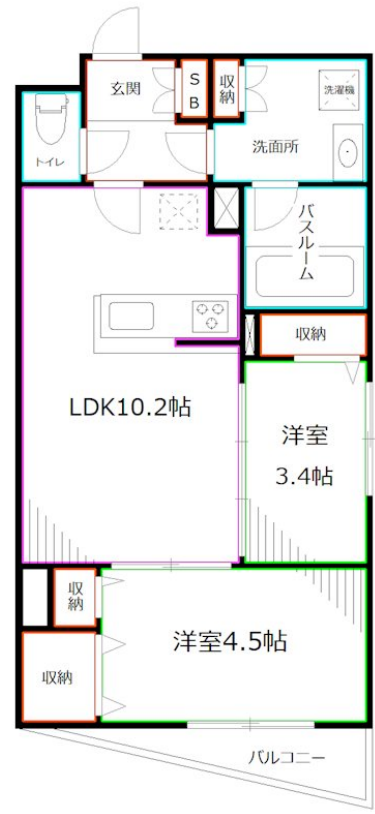 玄関
SB
収納
洗濯機
洗面所
トイレ
バスルーム
収納
LDK10.2帖
洋室
3.4帖
収納
洋室4.5帖
収納
バルコニー